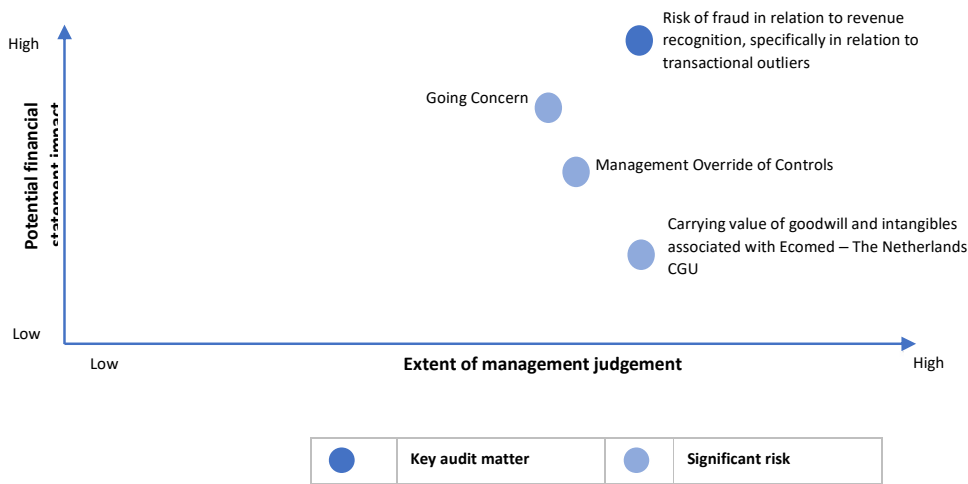 High
Risk of fraud in relation to revenue
recognition, specifically in relation to
transactional outliers
Going Concern
Management Override of Controls
Potential financial
statement impact
Carrying value of goodwill and intangibles
associated with Ecomed – The Netherlands
CGU
Low
Low
Extent of management judgement
High
Key audit matter
Significant risk